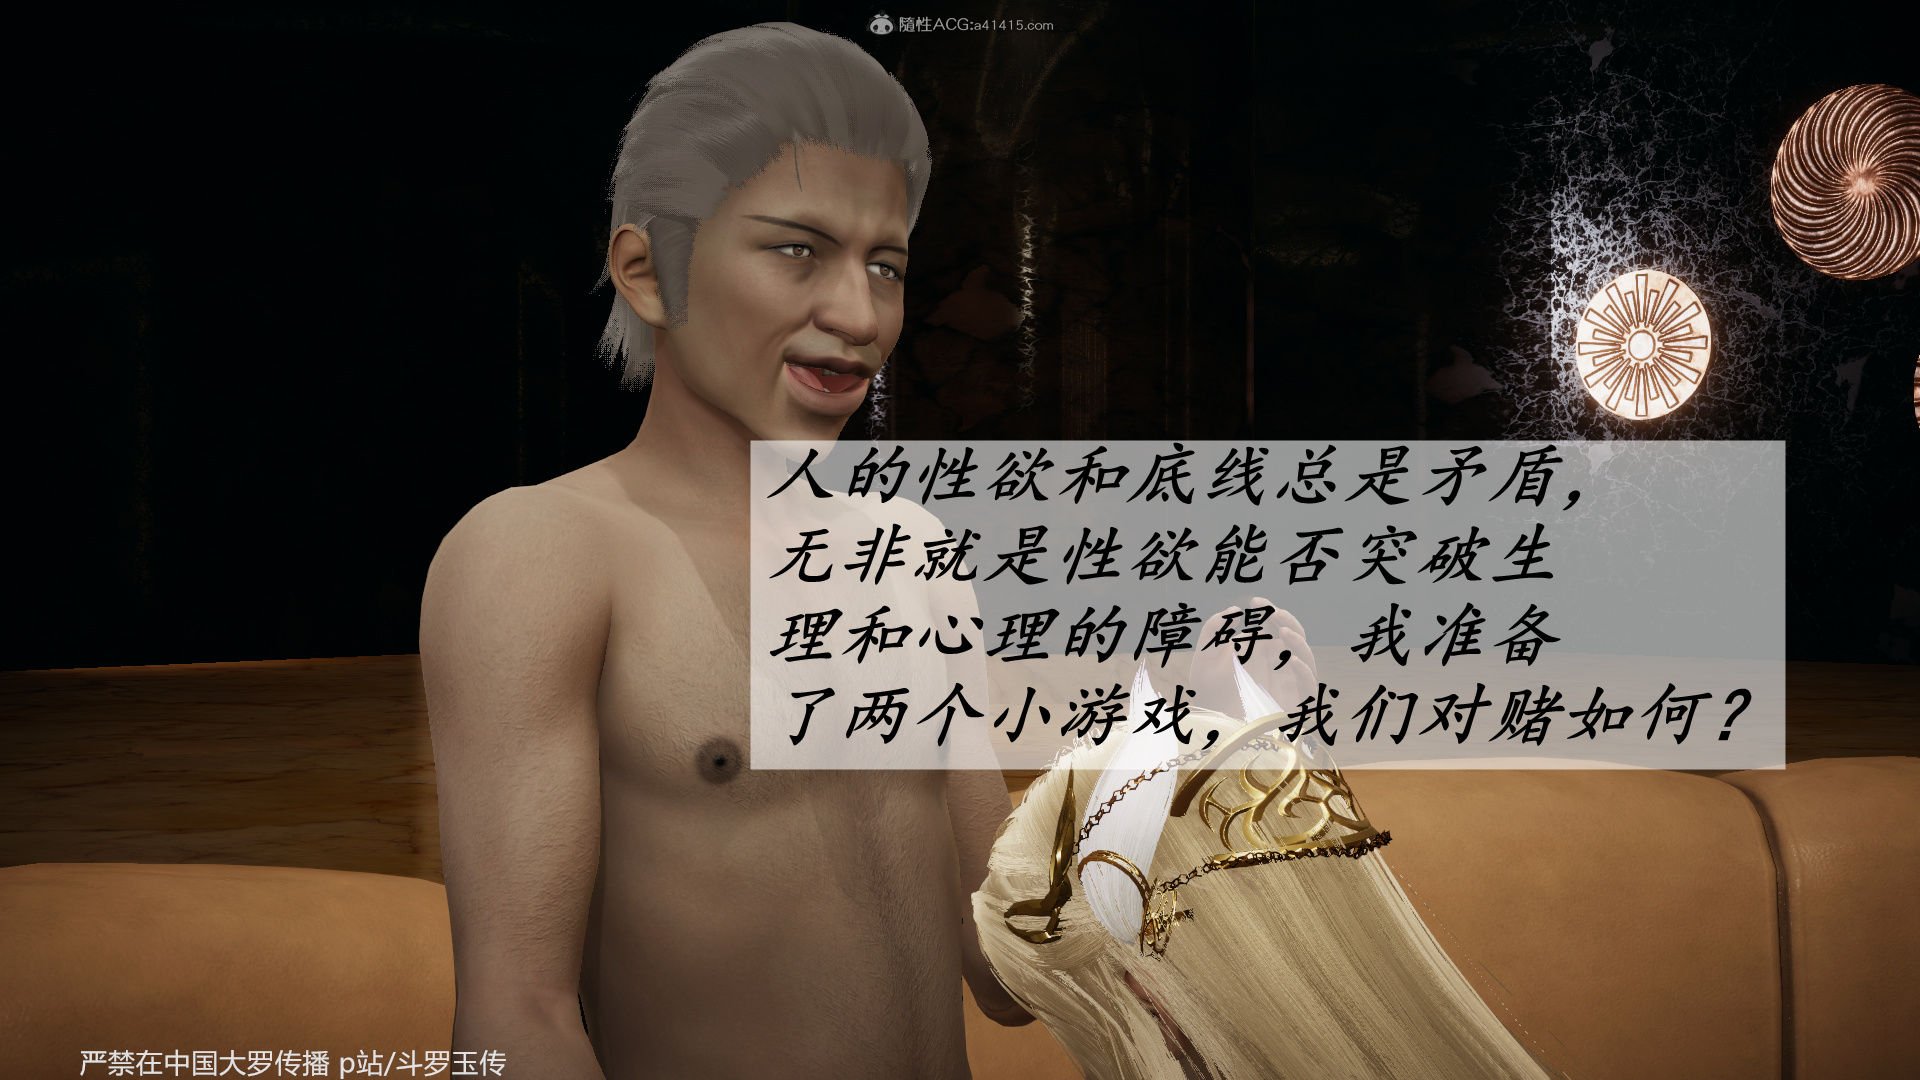 隨性ACG:a41415.com
人的性欲和底线总是矛盾，
无非就是性欲能否突破生
理和心理的障碍，我准备
了两个小游戏，我们对赌如何？
严禁在中国大罗传播 p站/斗罗玉传